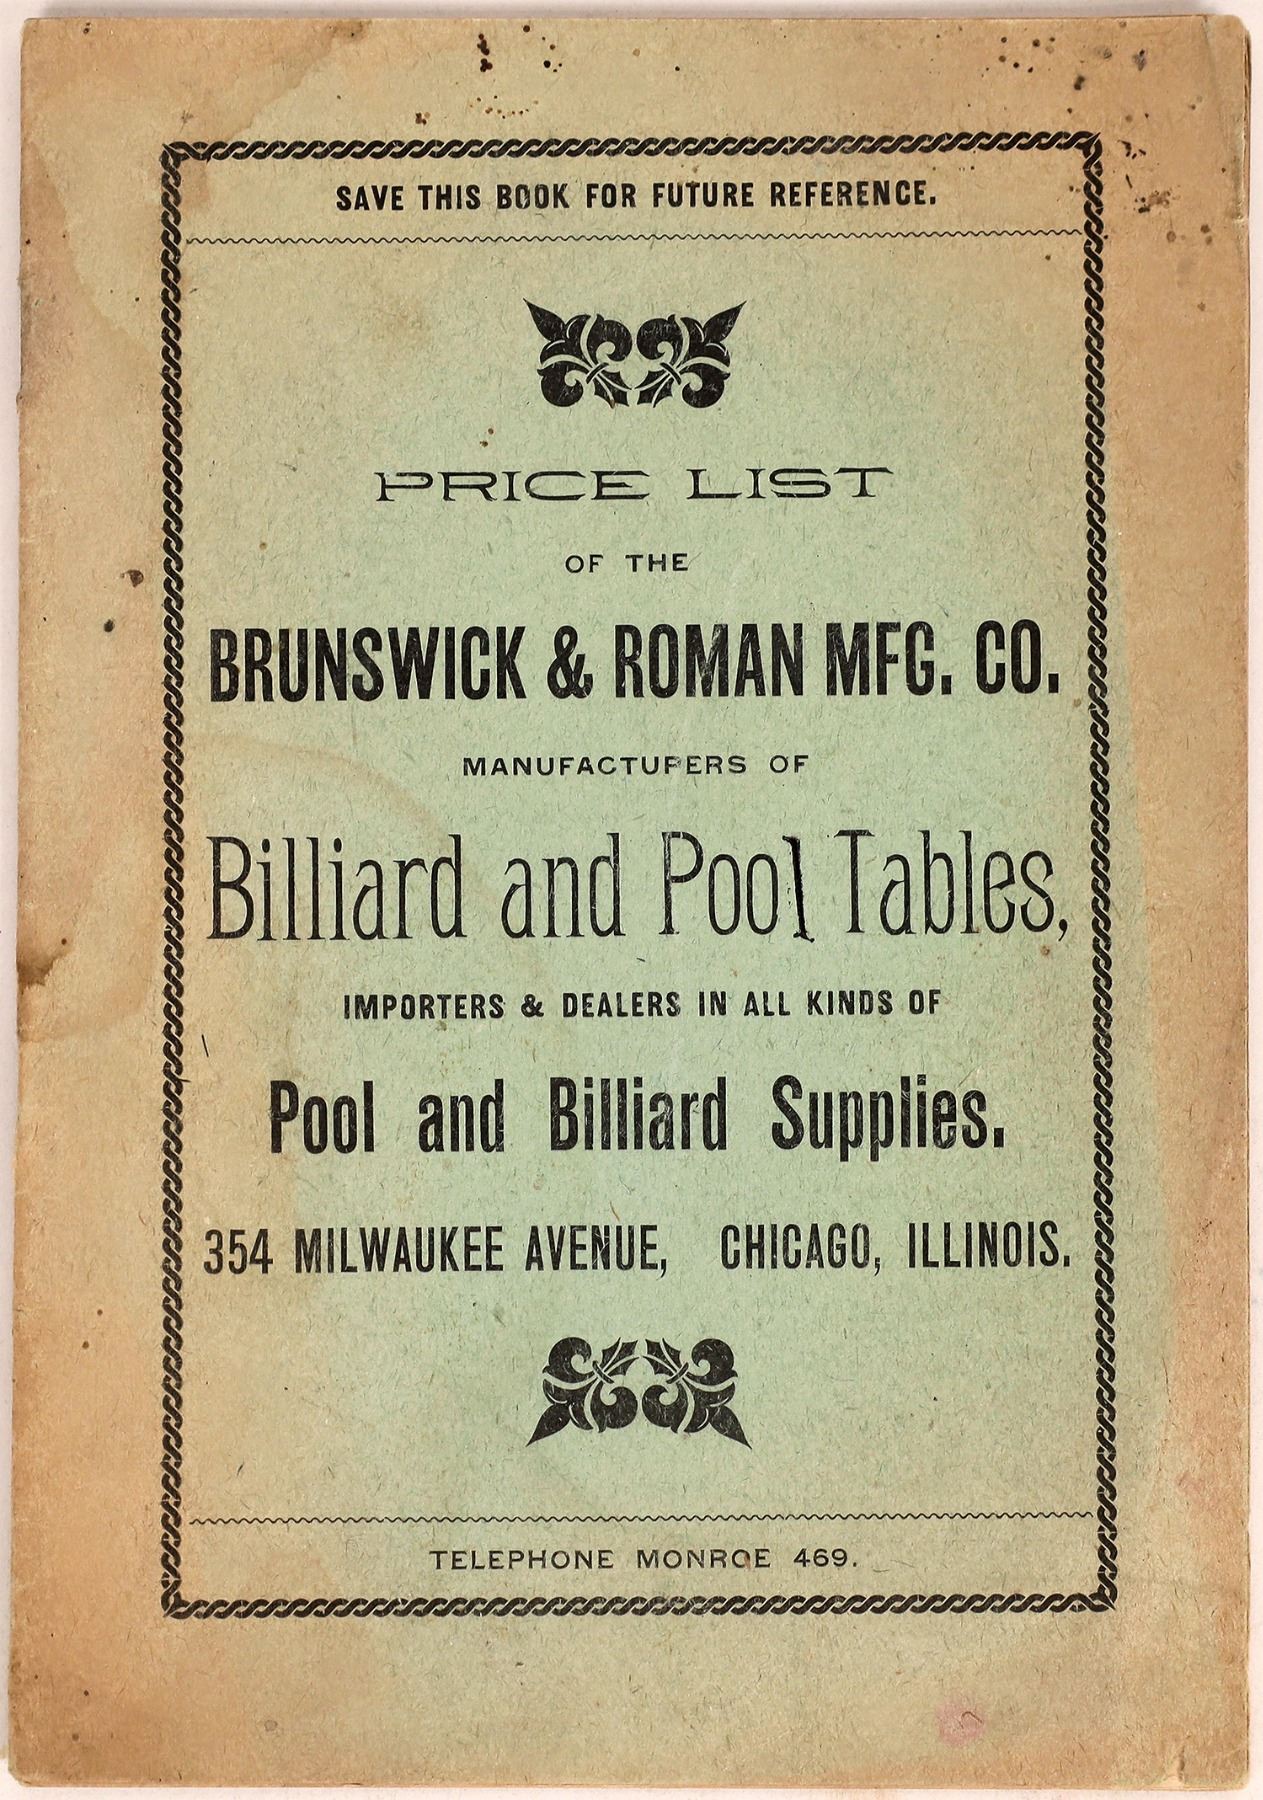 SAVE THIS BOOK FOR FUTURE REFERENCE.
PRICE LIST
OF THE
BRUNSWICK & ROMAN MFG. CO.
MANUFACTURERS OF
Billiard and Pool Tables,
IMPORTERS & DEALERS IN ALL KINDS OF
Pool and Billiard Supplies.
354 MILWAUKEE AVENUE, CHICAGO, ILLINOIS.
TELEPHONE MONROE 469.